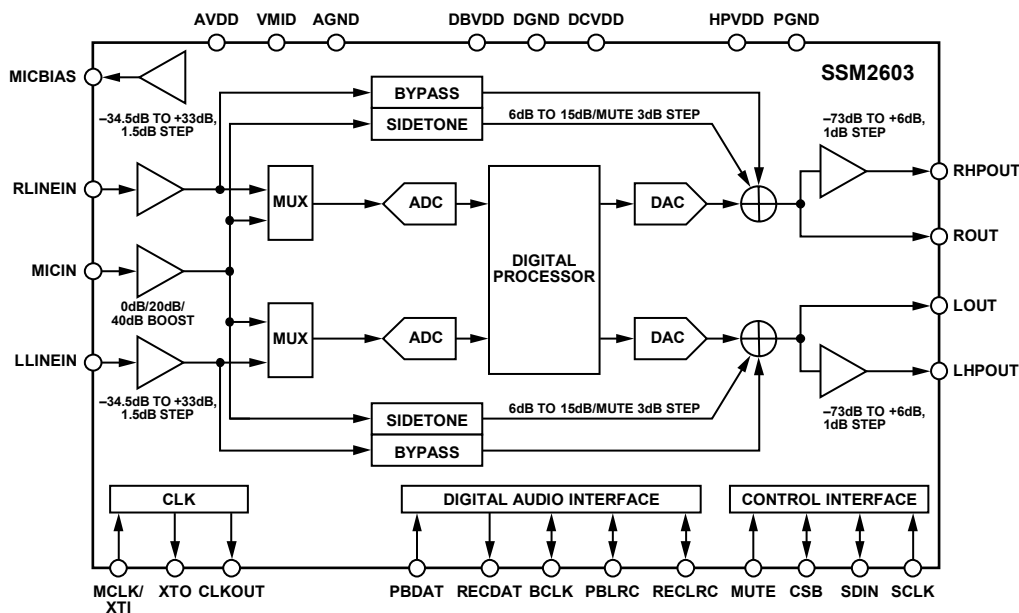 AVDD VMID AGND DBVDD DGND DCVDD HPVDD PGND
SSM2603
MICBIAS
–34.5dB TO +33dB,
1.5dB STEP
BYPASS
SIDETONE
6dB TO 15dB/MUTE 3dB STEP
–73dB TO +6dB,
1dB STEP
RLINEIN
MUX
ADC
DAC
RHPOUT
ROUT
MICIN
0dB/20dB/
40dB BOOST
DIGITAL
PROCESSOR
LOUT
MUX
ADC
DAC
LLINEIN
LHPOUT
–34.5dB TO +33dB,
1.5dB STEP
SIDETONE
BYPASS
6dB TO 15dB/MUTE 3dB STEP
–73dB TO +6dB,
1dB STEP
CLK
DIGITAL AUDIO INTERFACE
CONTROL INTERFACE
MCLK/
XTI
XTO CLKOUT
PBDAT RECDAT BCLK PBLRC RECLRC
MUTE CSB SDIN SCLK